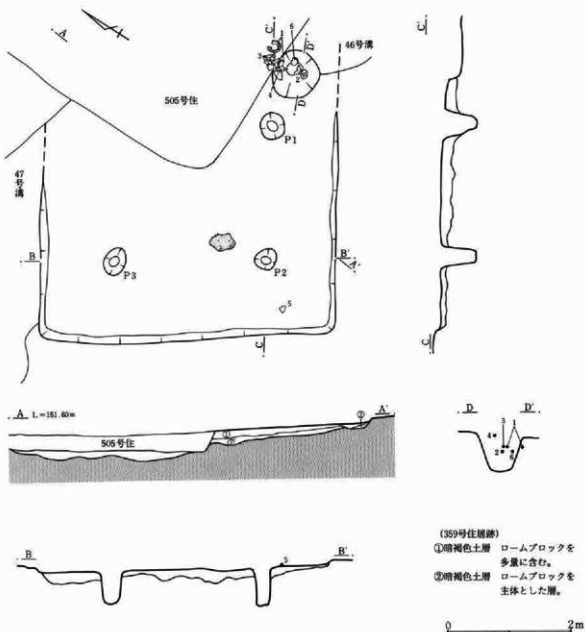 A
C'
6
D'
46号溝
3
1
4
2
D
505号住
P1
47
号
溝
B
P3
P2
B'
A'
5
C
C'
C
A L=151.60m
505号住
①
②
②
A'
D
D'
3
1
4
2
6
B
5
B'
(359号住居跡)
①暗褐色土層 ロームブロックを
多量に含む。
②暗褐色土層 ロームブロックを
主体とした層。
0
2m